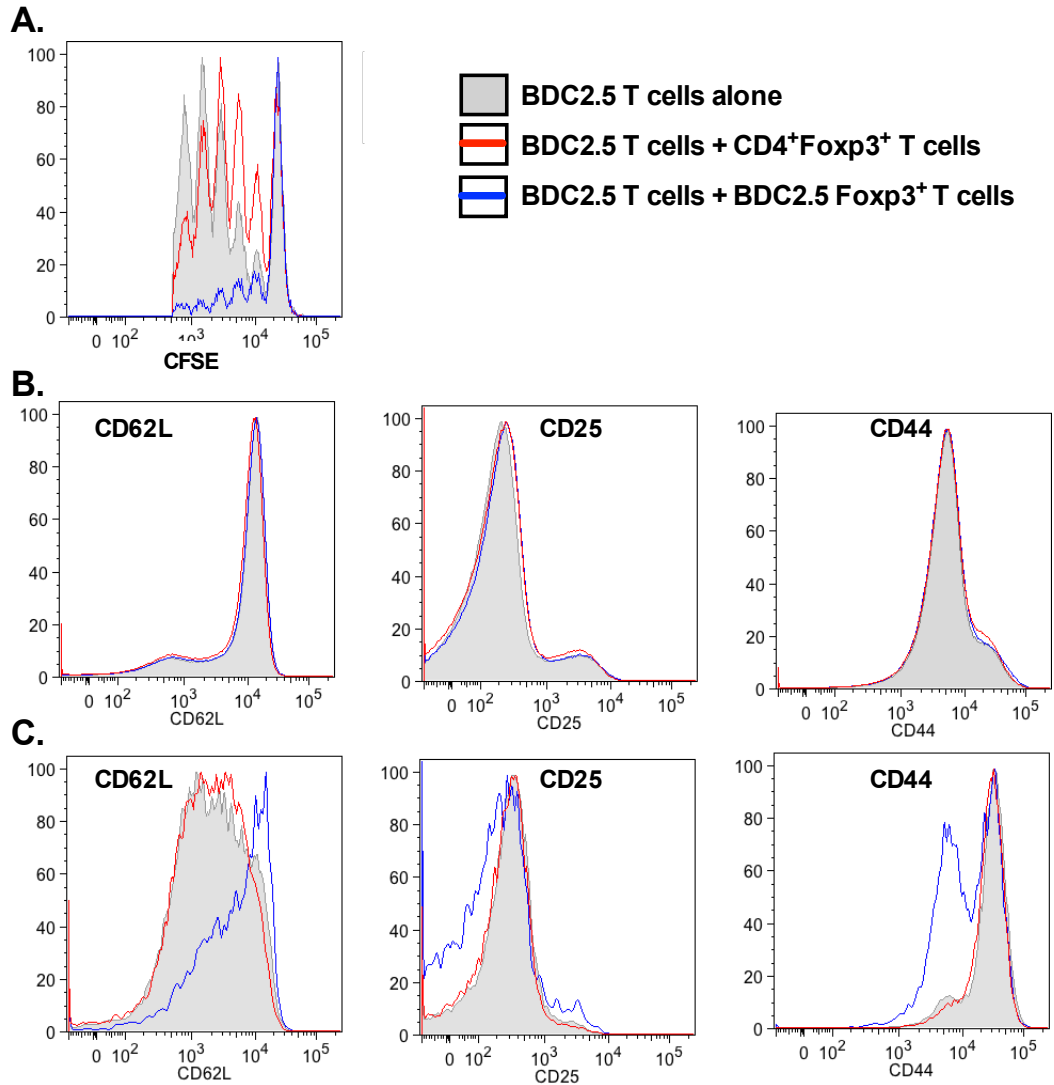 A.
100
80
60
40
20
0
0 10² 10³ 10⁴ 10⁵
CFSE
BDC2.5 T cells alone
BDC2.5 T cells + CD4⁺Foxp3⁺ T cells
BDC2.5 T cells + BDC2.5 Foxp3⁺ T cells
B.
CD62L
100
80
60
40
20
0
0 10² 10³ 10⁴ 10⁵
CD62L
CD25
100
80
60
40
20
0
0 10² 10³ 10⁴ 10⁵
CD25
CD44
100
80
60
40
20
0
0 10² 10³ 10⁴ 10⁵
CD44
C.
CD62L
100
80
60
40
20
0
0 10² 10³ 10⁴ 10⁵
CD62L
CD25
100
80
60
40
20
0
0 10² 10³ 10⁴ 10⁵
CD25
CD44
100
80
60
40
20
0
0 10² 10³ 10⁴ 10⁵
CD44